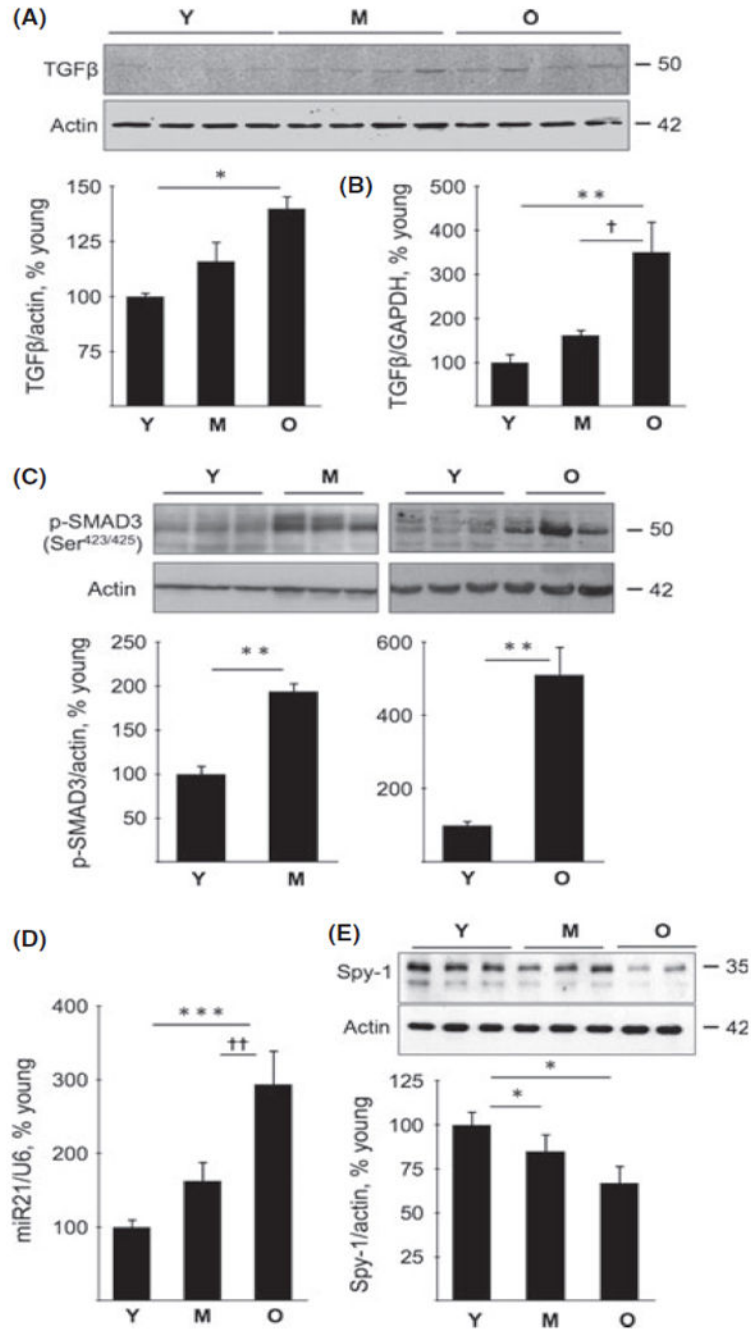 (A)
Y M O
TGFβ
50
Actin
42
TGFβ/actin, % young
150
125
100
75
*
Y M O
(B)
TGFβ/GAPDH, % young
500
400
300
200
100
**
†
Y M O
(C)
Y M
Y O
p-SMAD3
(Ser423/425)
50
Actin
42
p-SMAD3/actin, % young
250
200
150
100
50
**
Y M
600
400
200
**
Y O
(D)
miR21/U6, % young
400
300
200
100
***
††
Y M O
(E)
Y M O
Spy-1
35
Actin
42
Spy-1/actin, % young
125
100
75
50
25
*
*
Y M O